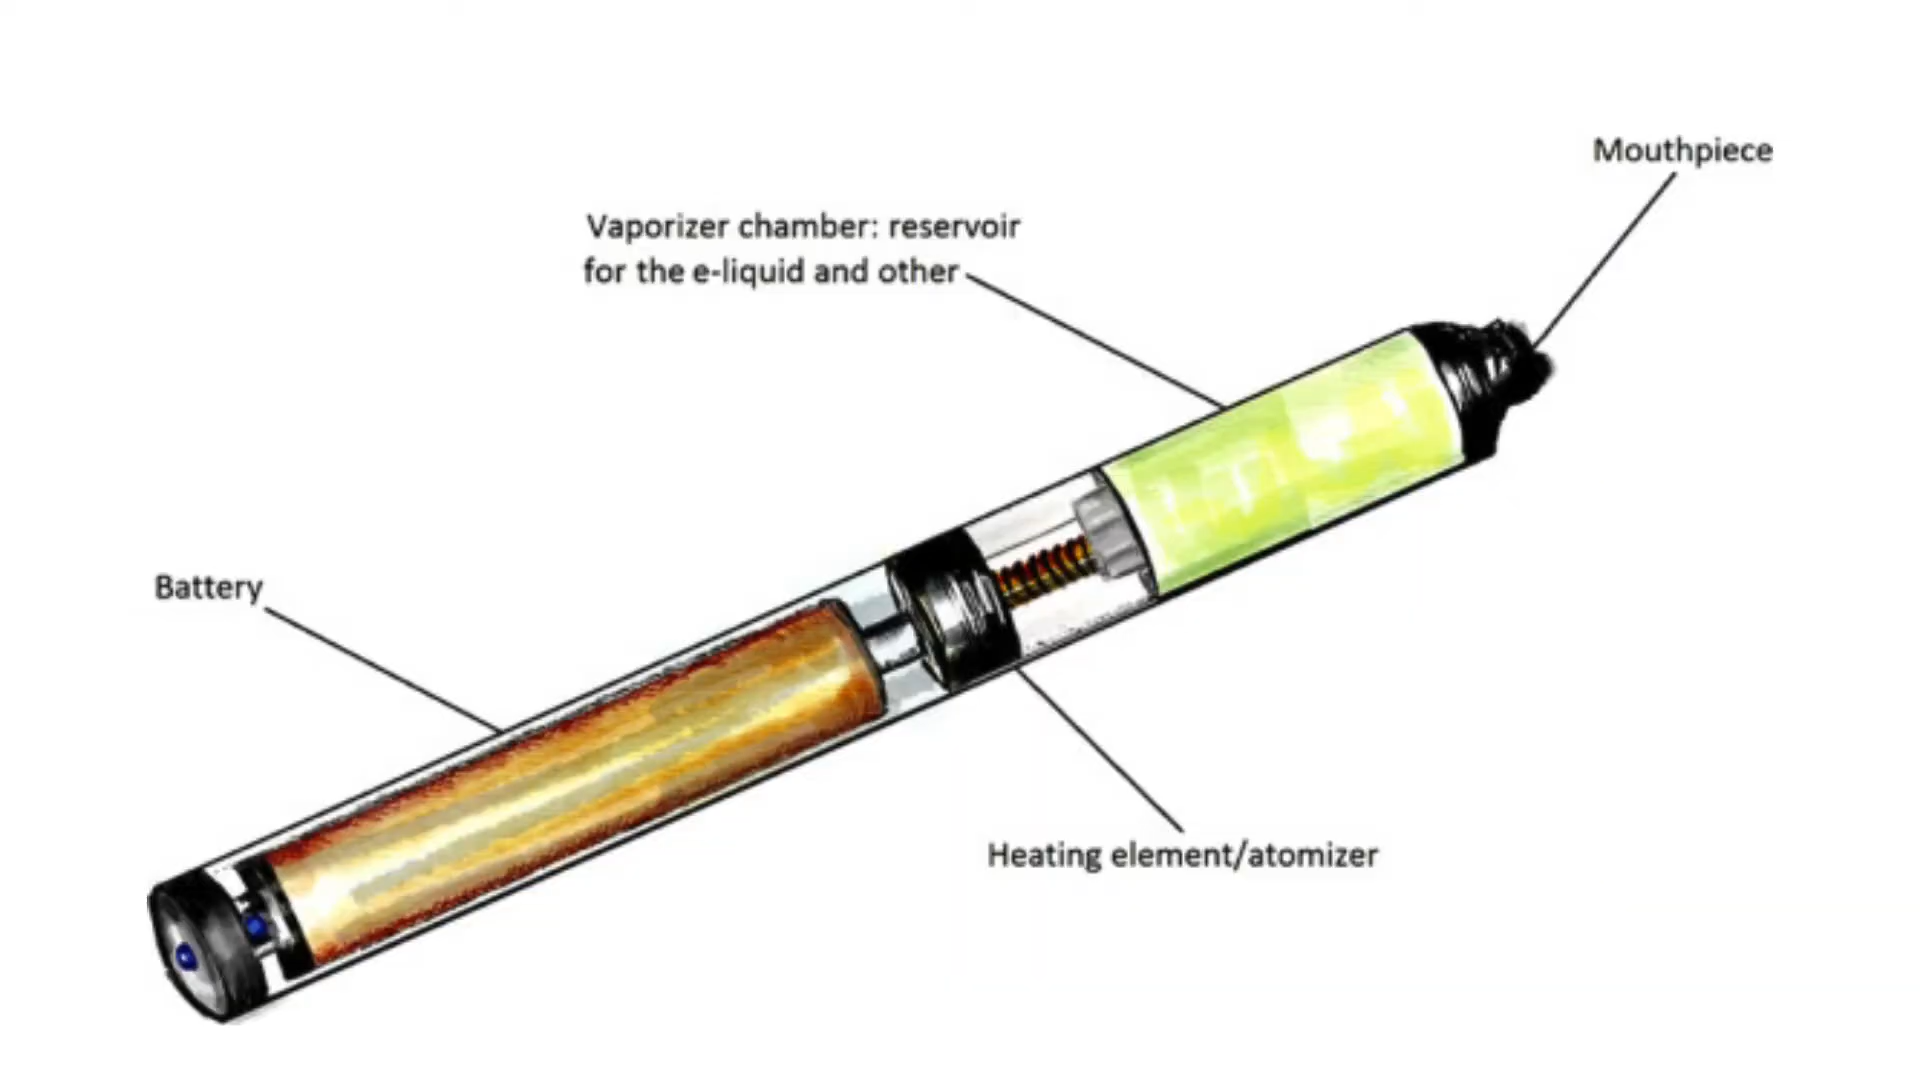 Mouthpiece
Vaporizer chamber: reservoir
for the e-liquid and other
Battery
Heating element/atomizer